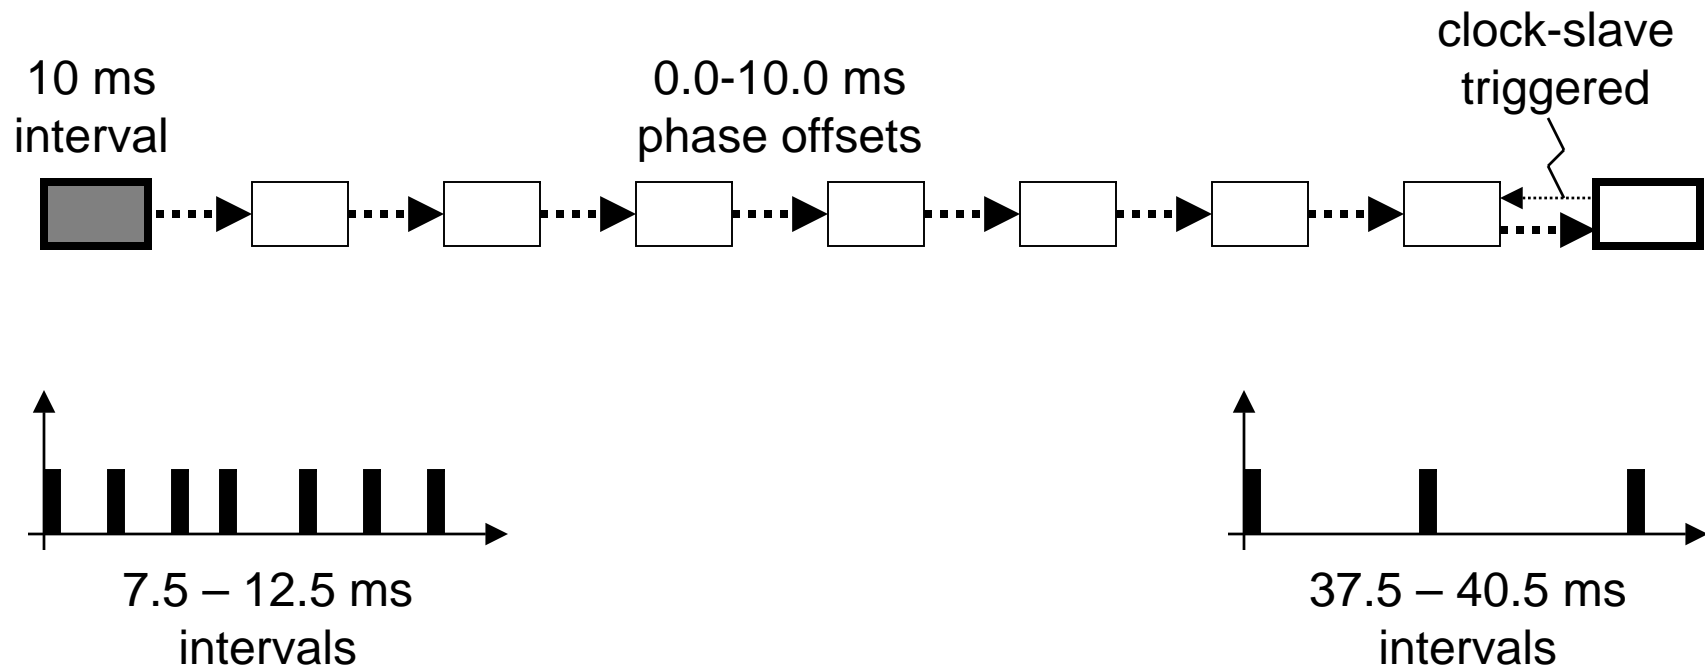 10 ms
interval
0.0-10.0 ms
phase offsets
clock-slave
triggered
7.5 – 12.5 ms
intervals
37.5 – 40.5 ms
intervals